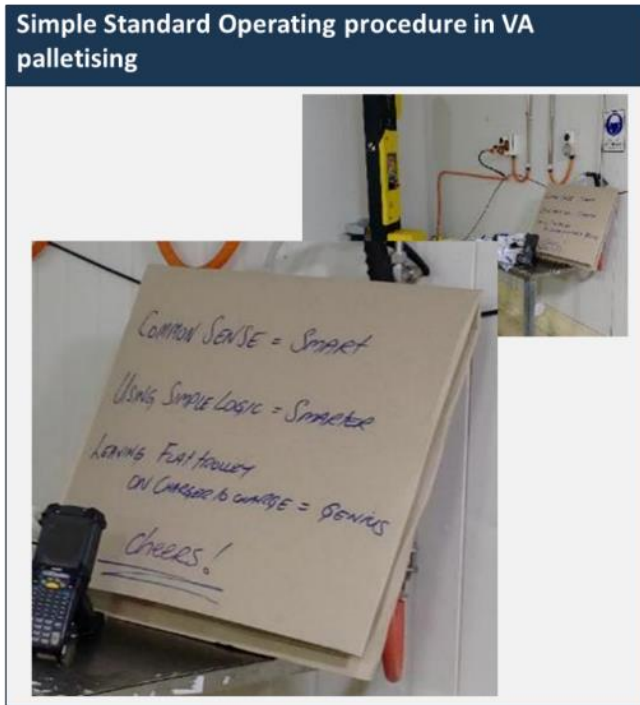 Simple Standard Operating procedure in VA
palletising
COMMON SENSE = SMART
USING SIMPLE LOGIC = SMARTER
LEAVING FLAT TROLLEY
ON CHARGER to CHARGE = GENIUS
Cheers!